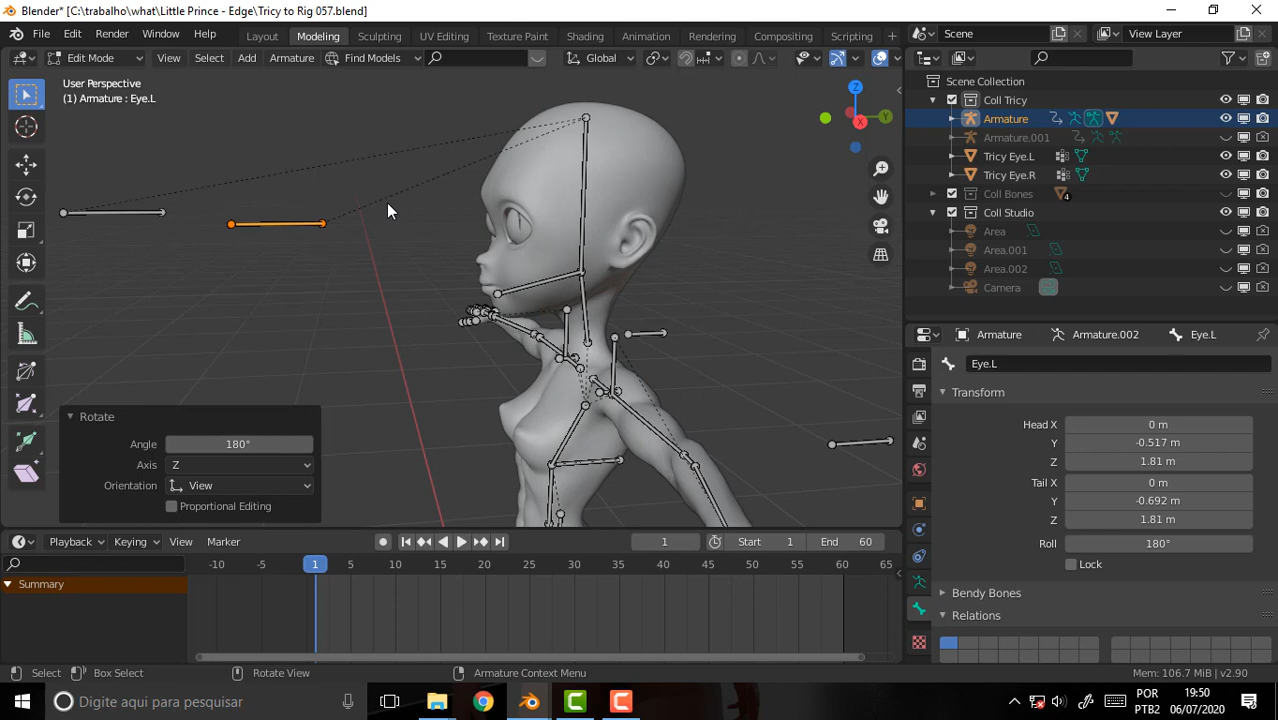 Blender* [C:\trabalho\what\Little Prince - Edge\Tricy to Rig 057.blend]
File Edit Render Window Help Layout Modeling Sculpting UV Editing Texture Paint Shading Animation Rendering Compositing Scripting + Scene View Layer
Edit Mode View Select Add Armature Find Models Global
User Perspective
(1) Armature : Eye.L
Z
Y
X
Scene Collection
Coll Tricy
Armature
Armature.001
Tricy Eye.L
Tricy Eye.R
Coll Bones 4
Coll Studio
Area
Area.001
Area.002
Camera
Rotate
Angle 180°
Axis Z
Orientation View
Proportional Editing
Armature Armature.002 Eye.L
Eye.L
Transform
Head X 0 m
Y -0.517 m
Z 1.81 m
Tail X 0 m
Y -0.692 m
Z 1.81 m
Roll 180°
Lock
Bendy Bones
Relations
Playback Keying View Marker 1 Start 1 End 60
-10 -5 1 5 10 15 20 25 30 35 40 45 50 55 60 65
Summary
Select Box Select Rotate View Armature Context Menu Mem: 106.7 MiB | v2.90
Digite aqui para pesquisar
POR
PTB2
19:50
06/07/2020